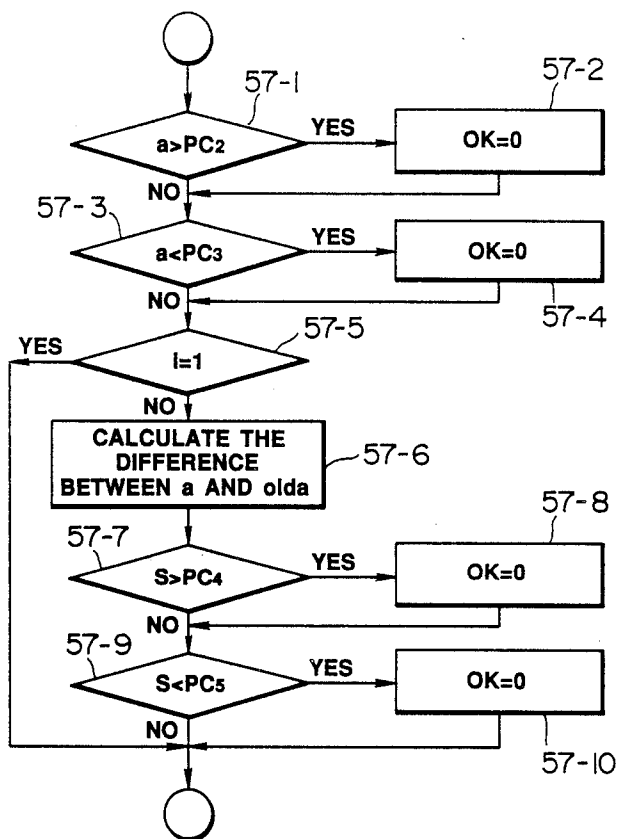 57-1
57-2
a>PC2
YES
OK=0
NO
57-3
a<PC3
YES
OK=0
NO
57-4
57-5
YES
i=1
NO
CALCULATE THE
DIFFERENCE
BETWEEN a AND olda
57-6
57-7
57-8
S>PC4
YES
OK=0
NO
57-9
S<PC5
YES
OK=0
NO
57-10